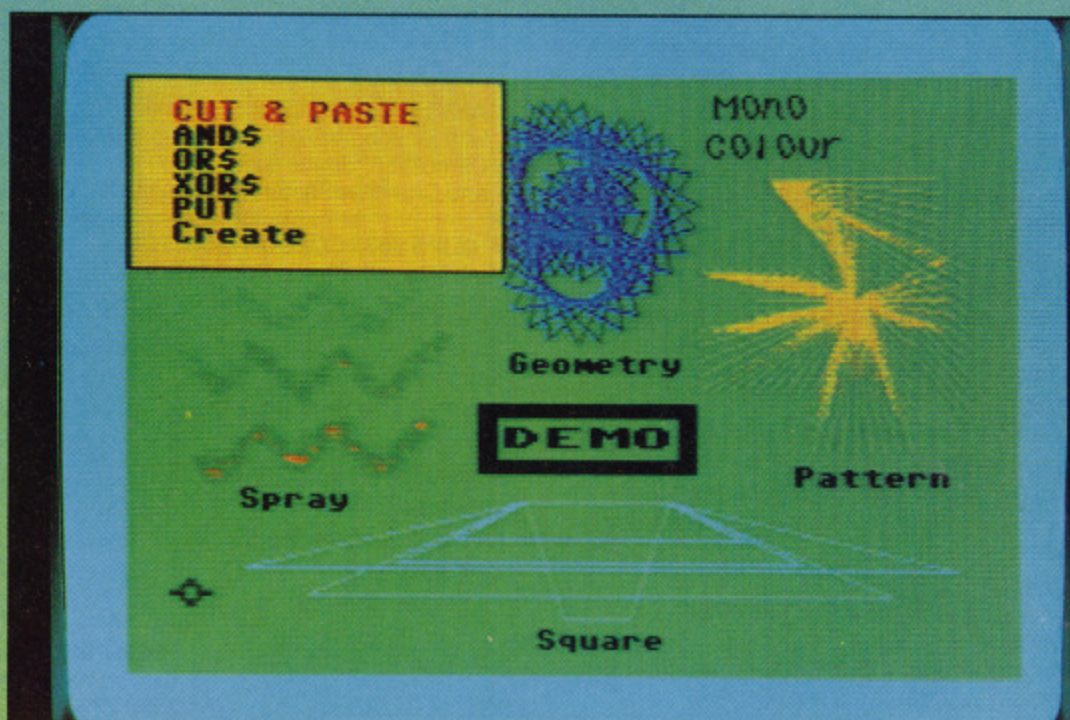 CUT & PASTE
AND$
OR$
XOR$
PUT
Create
Mono
Colour
Geometry
DEMO
Pattern
Spray
Square